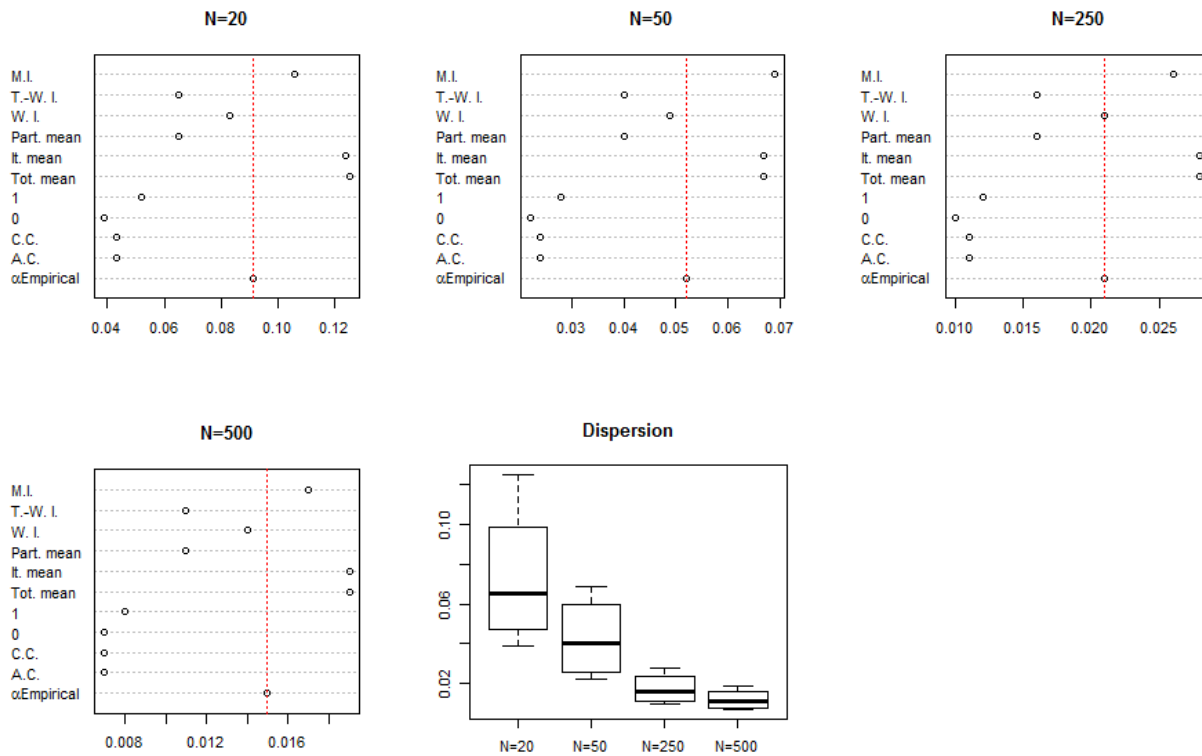 N=20
M.I.
T.-W. I.
W. I.
Part. mean
It. mean
Tot. mean
1
0
C.C.
A.C.
αEmpirical
0.04 0.06 0.08 0.10 0.12
N=50
M.I.
T.-W. I.
W. I.
Part. mean
It. mean
Tot. mean
1
0
C.C.
A.C.
αEmpirical
0.03 0.04 0.05 0.06 0.07
N=250
M.I.
T.-W. I.
W. I.
Part. mean
It. mean
Tot. mean
1
0
C.C.
A.C.
αEmpirical
0.010 0.015 0.020 0.025
N=500
M.I.
T.-W. I.
W. I.
Part. mean
It. mean
Tot. mean
1
0
C.C.
A.C.
αEmpirical
0.008 0.012 0.016
Dispersion
0.10
0.06
0.02
N=20 N=50 N=250 N=500